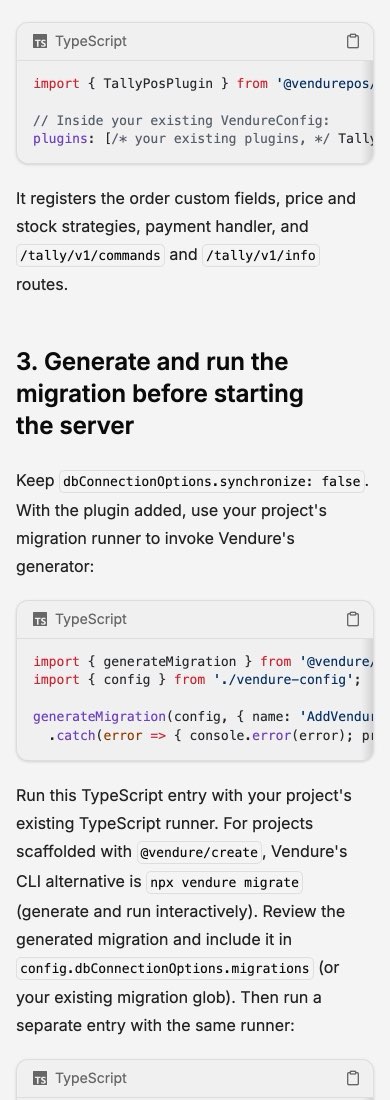 TS TypeScript
import { TallyPosPlugin } from '@vendurepos/
// Inside your existing VendureConfig:
plugins: [/* your existing plugins, */ Tally
It registers the order custom fields, price and
stock strategies, payment handler, and
/tally/v1/commands and /tally/v1/info
routes.
3. Generate and run the
migration before starting
the server
Keep dbConnectionOptions.synchronize: false.
With the plugin added, use your project's
migration runner to invoke Vendure's
generator:
TS TypeScript
import { generateMigration } from '@vendure/
import { config } from './vendure-config';
generateMigration(config, { name: 'AddVendur
.catch(error => { console.error(error); pr
Run this TypeScript entry with your project's
existing TypeScript runner. For projects
scaffolded with @vendure/create, Vendure's
CLI alternative is npx vendure migrate
(generate and run interactively). Review the
generated migration and include it in
config.dbConnectionOptions.migrations (or
your existing migration glob). Then run a
separate entry with the same runner:
TS TypeScript